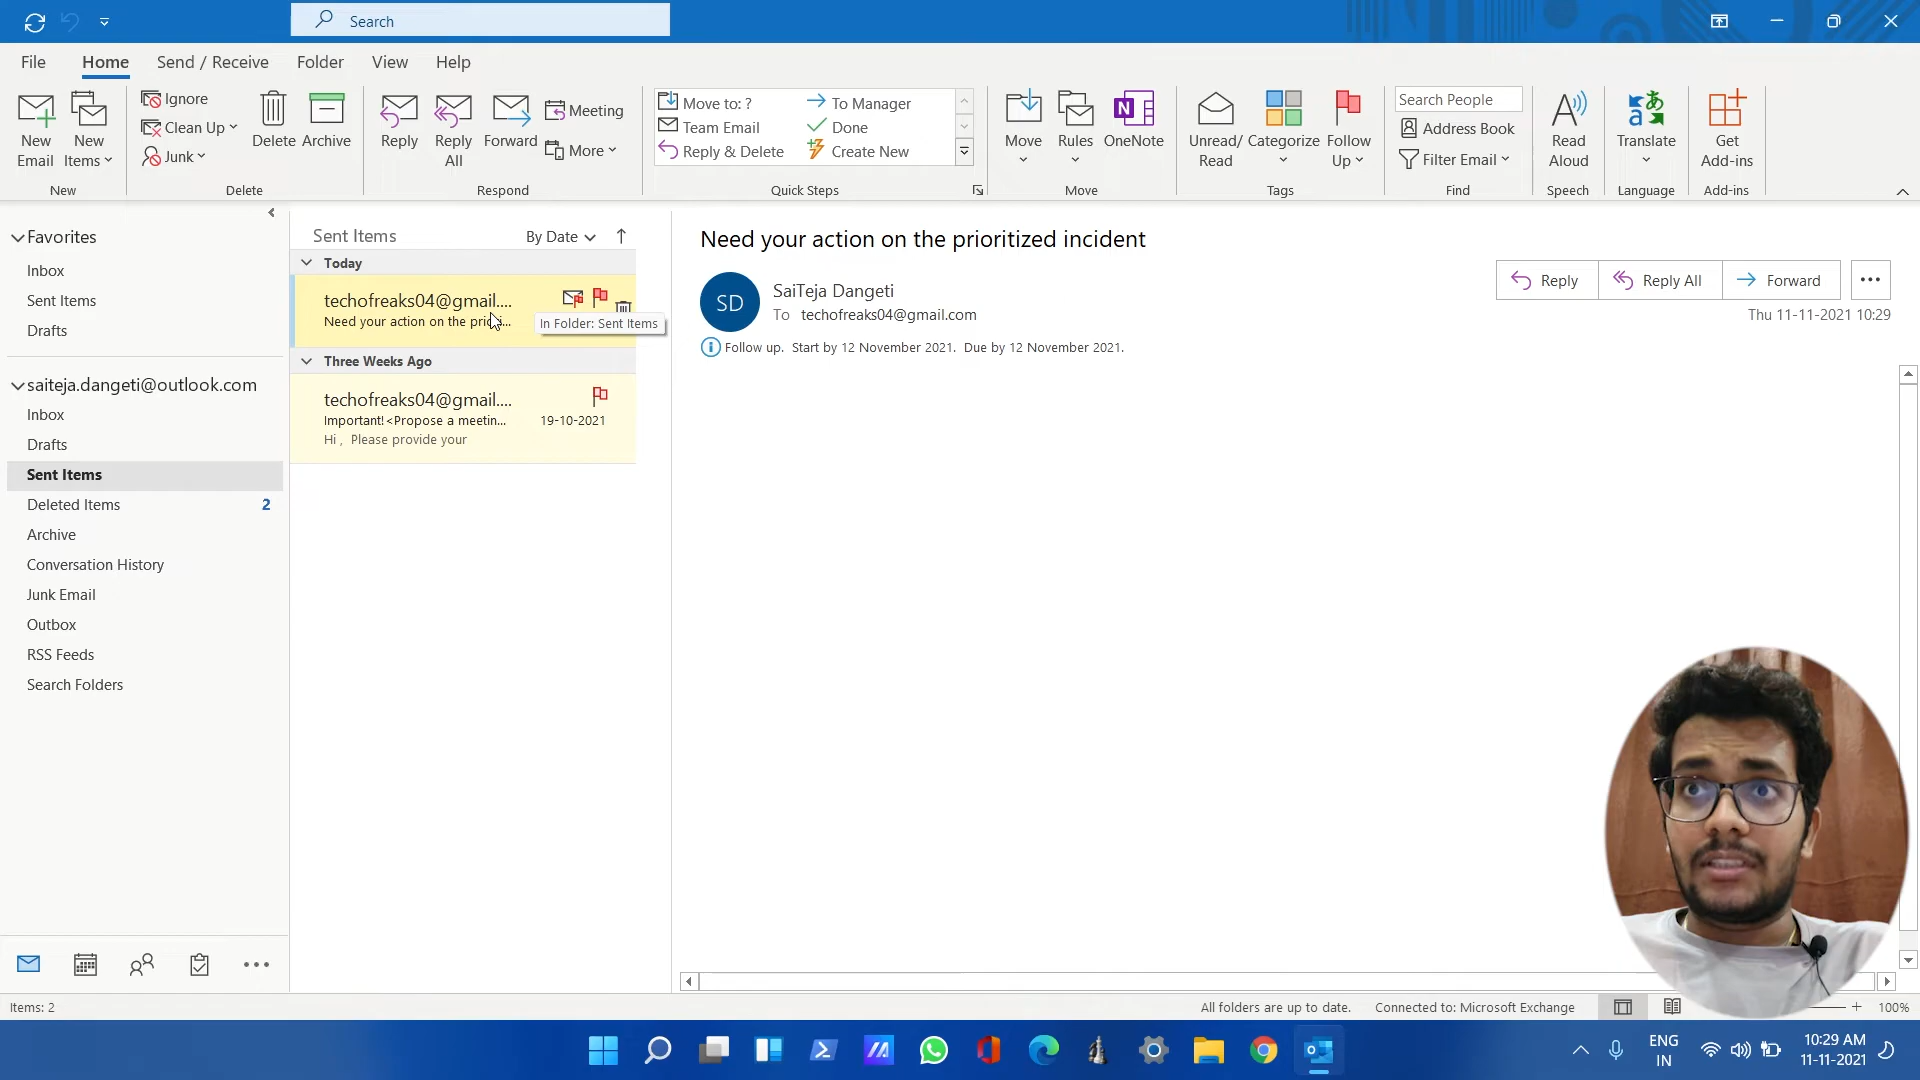 Search
File Home Send / Receive Folder View Help
New Email
New Items
New
Ignore
Clean Up
Junk
Delete
Archive
Delete
Reply
Reply All
Forward
Meeting
More
Respond
Move to: ?
Team Email
Reply & Delete
To Manager
Done
Create New
Quick Steps
Move
Rules
OneNote
Move
Unread/ Read
Categorize
Follow Up
Tags
Search People
Address Book
Filter Email
Find
Read Aloud
Speech
Translate
Language
Get Add-ins
Add-ins
Favorites
Inbox
Sent Items
Drafts
saiteja.dangeti@outlook.com
Inbox
Drafts
Sent Items
Deleted Items 2
Archive
Conversation History
Junk Email
Outbox
RSS Feeds
Search Folders
Sent Items By Date
Today
techofreaks04@gmail....
Need your action on the priori...
In Folder: Sent Items
Three Weeks Ago
techofreaks04@gmail....
Important!<Propose a meetin... 19-10-2021
Hi , Please provide your
Need your action on the prioritized incident
SD
SaiTeja Dangeti
To techofreaks04@gmail.com
Reply Reply All Forward
Thu 11-11-2021 10:29
Follow up. Start by 12 November 2021. Due by 12 November 2021.
Items: 2
All folders are up to date. Connected to: Microsoft Exchange 100%
ENG
IN
10:29 AM
11-11-2021